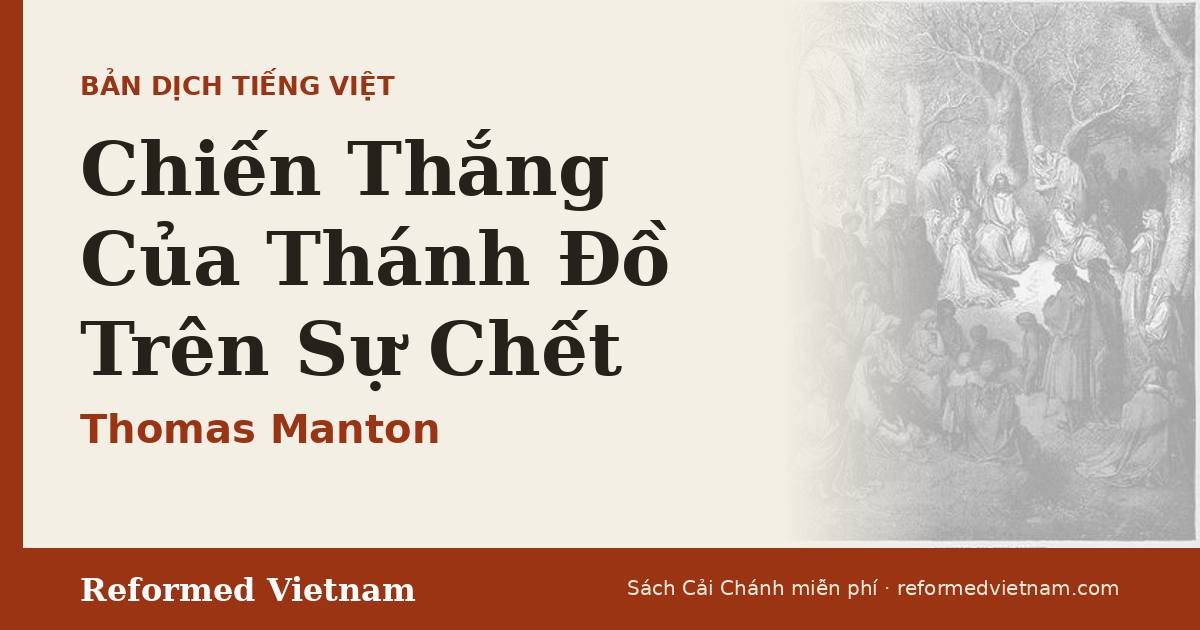 BẢN DỊCH TIẾNG VIỆT
Chiến Thắng
Của Thánh Đồ
Trên Sự Chết
Thomas Manton
Reformed Vietnam
Sách Cải Chánh miễn phí · reformedvietnam.com